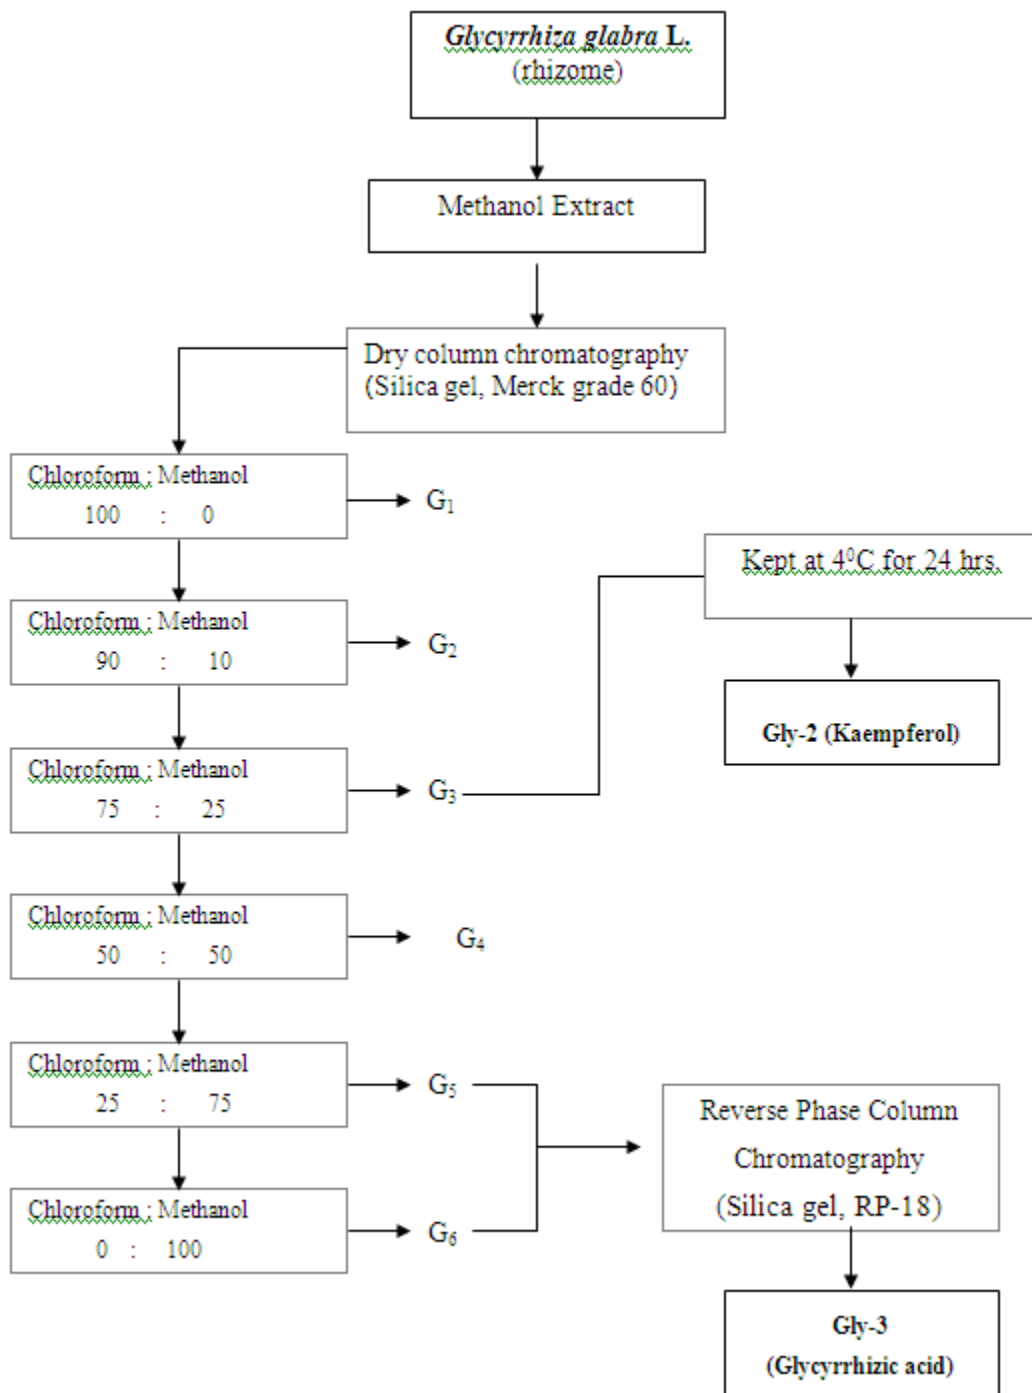 Glycyrrhiza glabra L.
(rhizome)
Methanol Extract
Dry column chromatography
(Silica gel, Merck grade 60)
Chloroform : Methanol
100 : 0
G₁
Kept at 4⁰C for 24 hrs.
Chloroform : Methanol
90 : 10
G₂
Gly-2 (Kaempferol)
Chloroform : Methanol
75 : 25
G₃
Chloroform : Methanol
50 : 50
G₄
Chloroform : Methanol
25 : 75
G₅
Reverse Phase Column
Chromatography
(Silica gel, RP-18)
Chloroform : Methanol
0 : 100
G₆
Gly-3
(Glycyrrhizic acid)